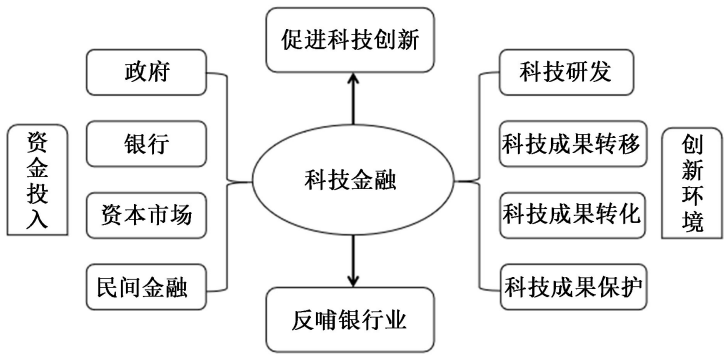 促进科技创新
政府
科技研发
资金投入
银行
科技金融
科技成果转移
创新环境
资本市场
科技成果转化
民间金融
科技成果保护
反哺银行业